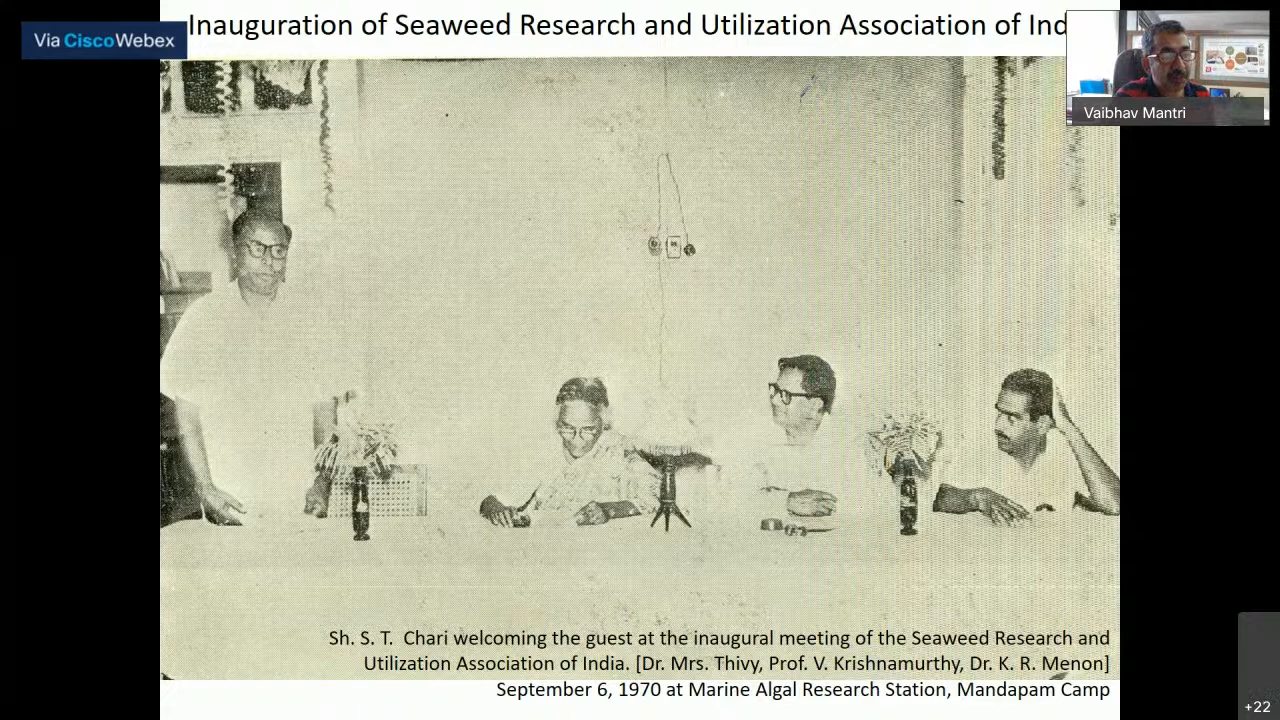 Inauguration of Seaweed Research and Utilization Association of Ind
Via CiscoWebex
Vaibhav Mantri
Sh. S. T. Chari welcoming the guest at the inaugural meeting of the Seaweed Research and
Utilization Association of India. [Dr. Mrs. Thivy, Prof. V. Krishnamurthy, Dr. K. R. Menon]
September 6, 1970 at Marine Algal Research Station, Mandapam Camp
+22